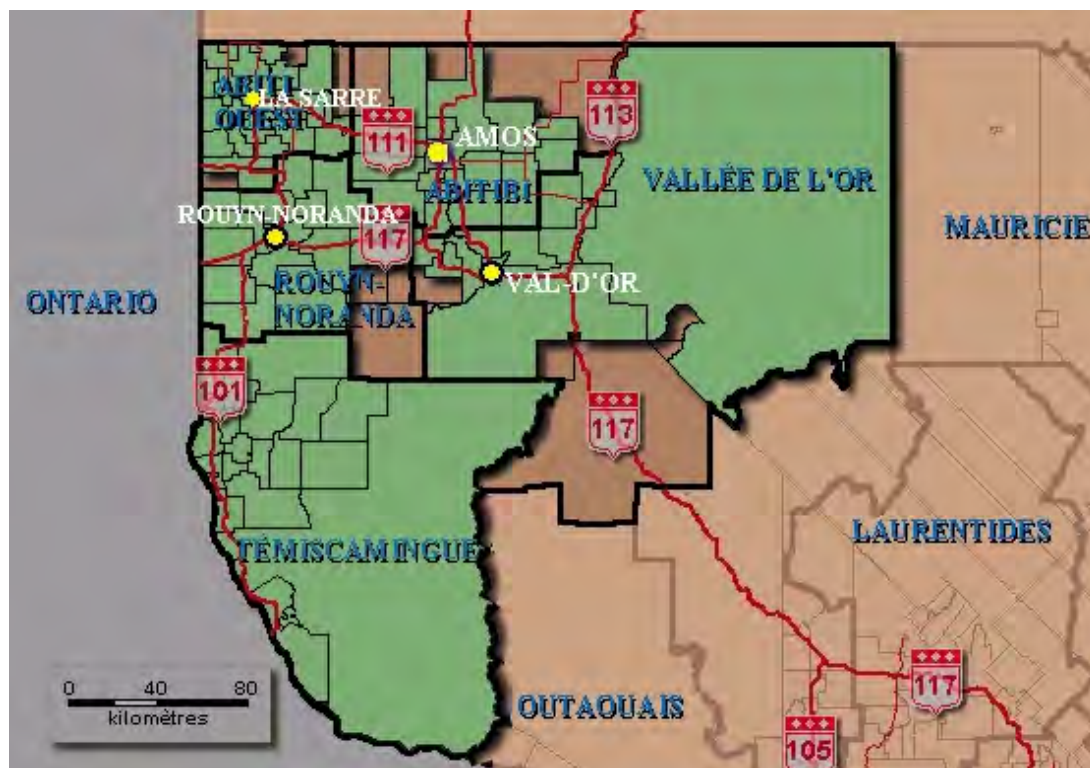 ABITI
LA SARRE
OUEST
111
113
AMOS
ABITIBI
VALLÉE DE L'OR
MAURICIE
ROUYN-NORANDA
117
ROUYN-
NORANDA
VAL-D'OR
ONTARIO
101
117
LAURENTIDES
TÉMISCAMINGUE
0 40 80
kilomètres
OUTAOUAIS
117
105